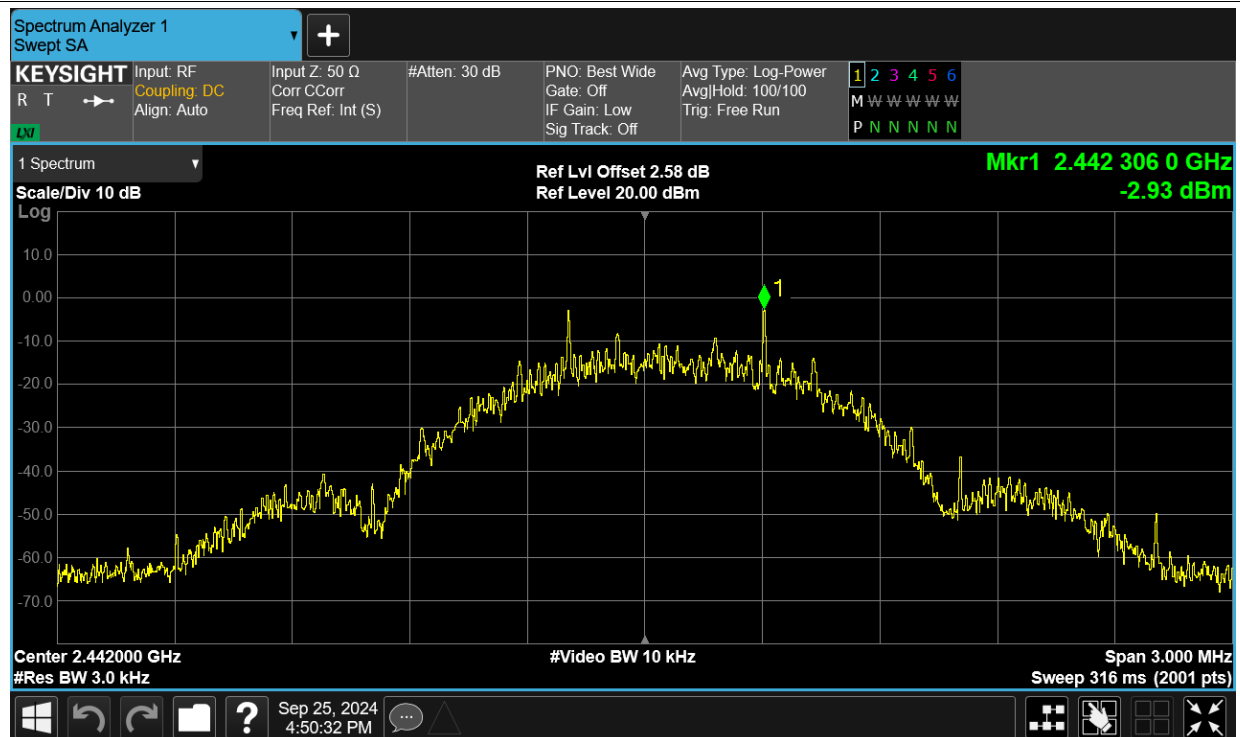 Spectrum Analyzer 1
Swept SA
+
KEYSIGHT
R T
LXI
Input: RF
Coupling: DC
Align: Auto
Input Z: 50 Ω
Corr CCorr
Freq Ref: Int (S)
#Atten: 30 dB
PNO: Best Wide
Gate: Off
IF Gain: Low
Sig Track: Off
Avg Type: Log-Power
Avg|Hold: 100/100
Trig: Free Run
1 2 3 4 5 6
M W W W W W
P N N N N N
1 Spectrum
Scale/Div 10 dB
Ref Lvl Offset 2.58 dB
Ref Level 20.00 dBm
Mkr1 2.442 306 0 GHz
-2.93 dBm
Log
10.0
0.00
-10.0
-20.0
-30.0
-40.0
-50.0
-60.0
-70.0
1
Center 2.442000 GHz
#Res BW 3.0 kHz
#Video BW 10 kHz
Span 3.000 MHz
Sweep 316 ms (2001 pts)
?
Sep 25, 2024
4:50:32 PM